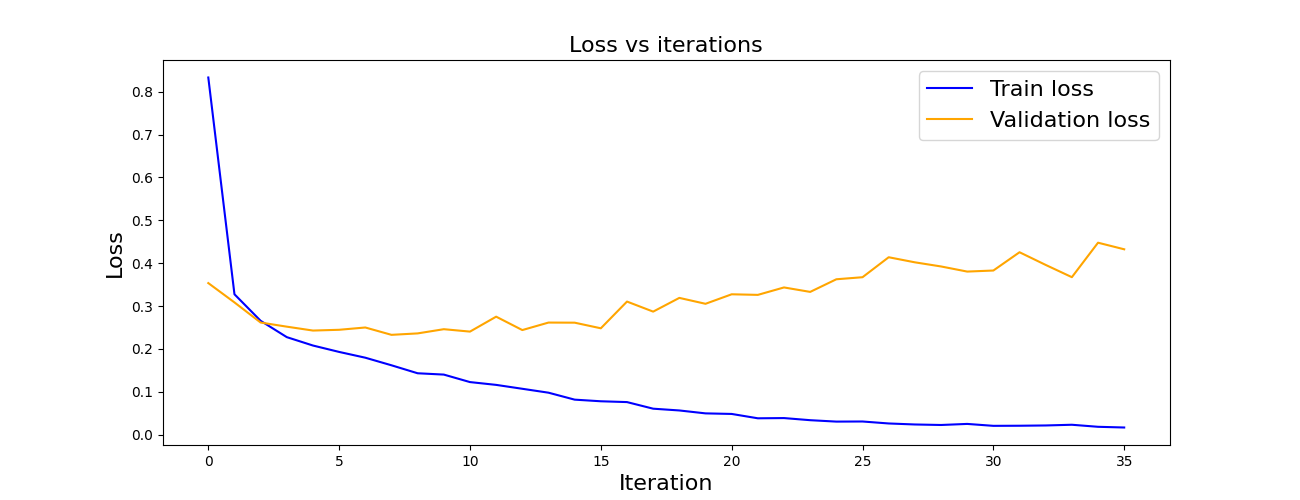 Loss vs iterations
Train loss
Validation loss
Loss
0.8
0.7
0.6
0.5
0.4
0.3
0.2
0.1
0.0
0 5 10 15 20 25 30 35
Iteration